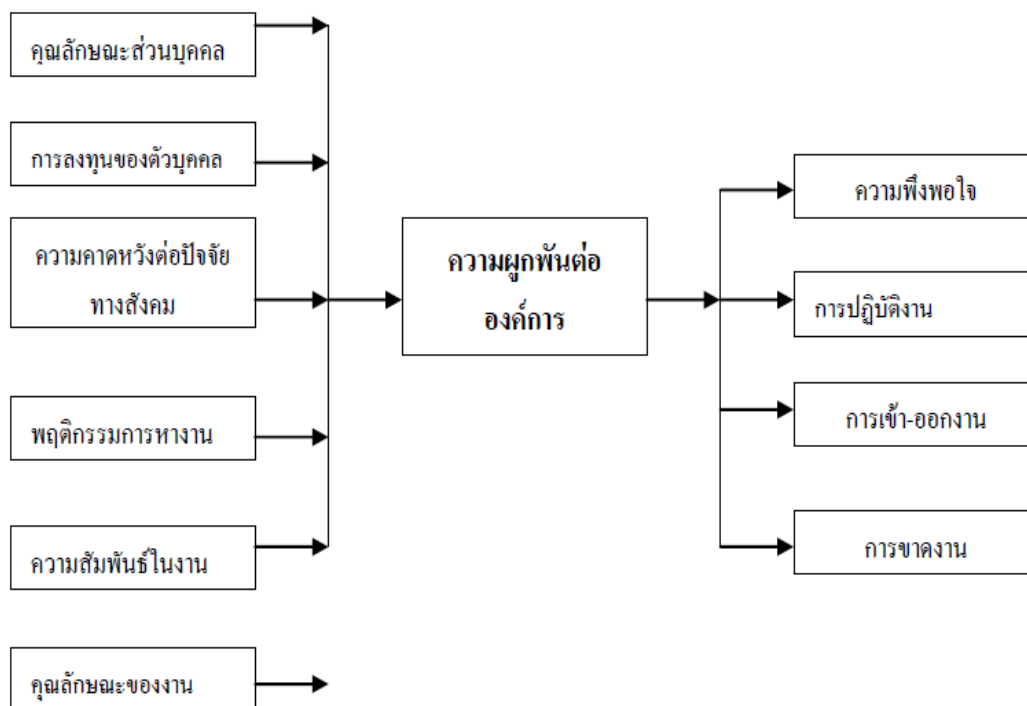 คุณลักษณะส่วนบุคคล
การลงทุนของตัวบุคคล
ความคาดหวังต่อปัจจัย
ทางสังคม
พฤติกรรมการหางาน
ความสัมพันธ์ในงาน
คุณลักษณะของงาน
ความผูกพันต่อ
องค์การ
ความพึงพอใจ
การปฏิบัติงาน
การเข้า-ออกงาน
การขาดงาน